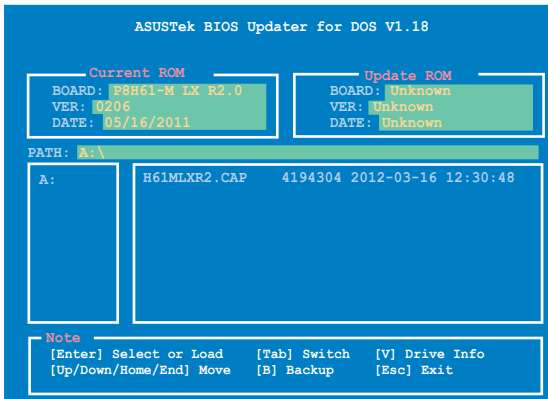 ASUSTek BIOS Updater for DOS V1.18
Current ROM
BOARD: P8H61-M LX R2.0
VER: 0206
DATE: 05/16/2011
Update ROM
BOARD: Unknown
VER: Unknown
DATE: Unknown
PATH: A:\
A:
H61MLXR2.CAP 4194304 2012-03-16 12:30:48
Note
[Enter] Select or Load [Tab] Switch [V] Drive Info
[Up/Down/Home/End] Move [B] Backup [Esc] Exit